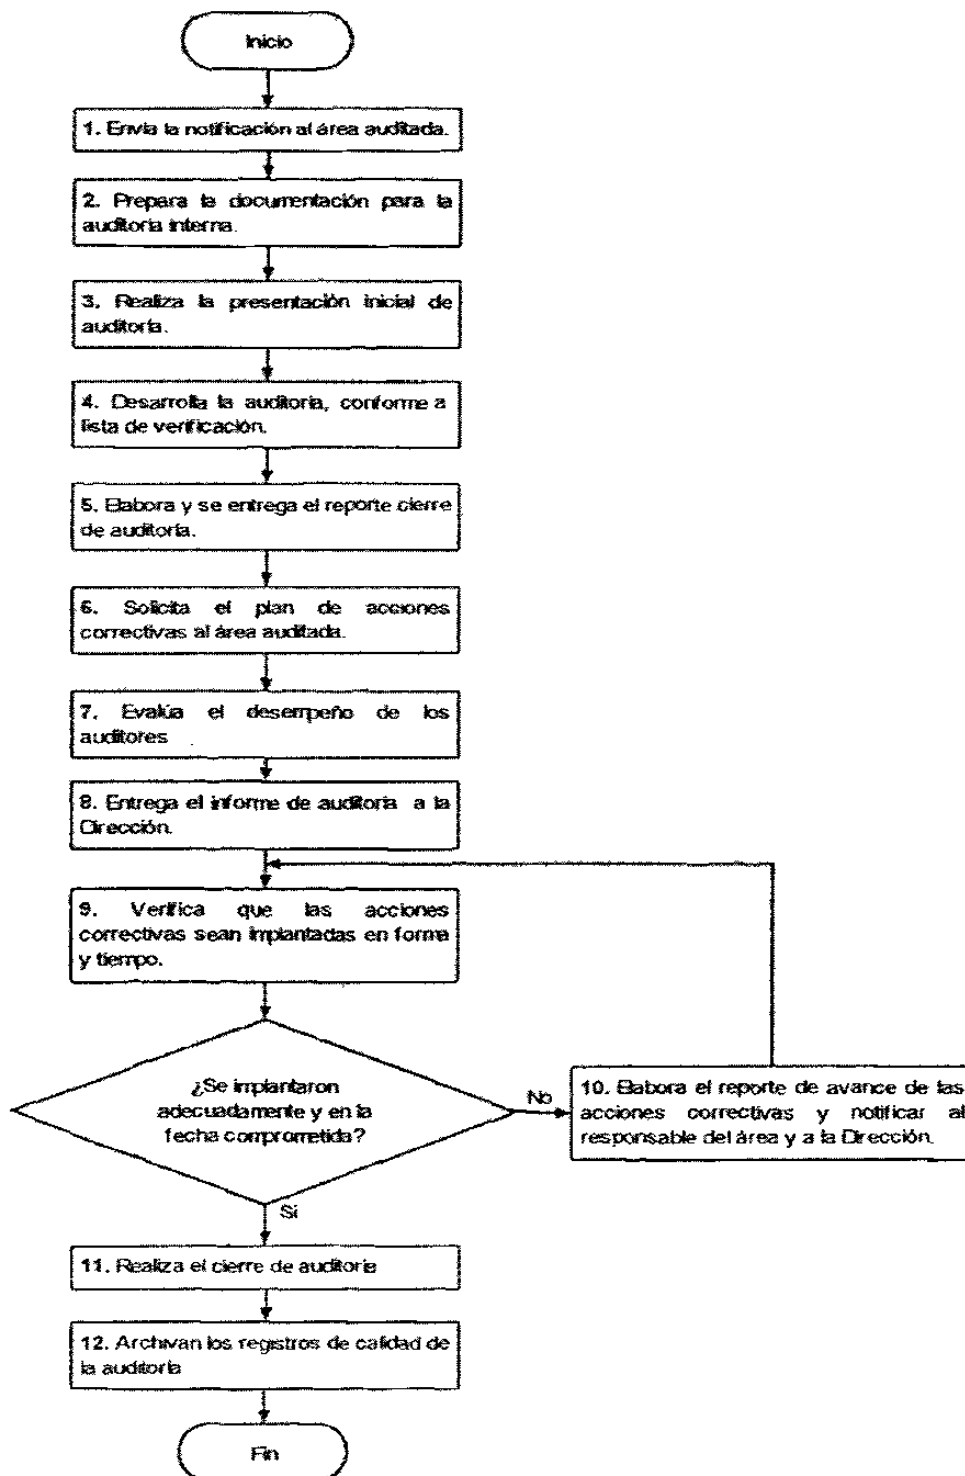 Inicio
1. Envía la notificación al área auditada.
2. Prepara la documentación para la
auditoría interna.
3. Realiza la presentación inicial de
auditoría.
4. Desarrolla la auditoría, conforme a
lista de verificación.
5. Elabora y se entrega el reporte cierre
de auditoría.
6. Solicita el plan de acciones
correctivas al área auditada.
7. Evalúa el desempeño de los
auditores
8. Entrega el informe de auditoría a la
Dirección.
9. Verifica que las acciones
correctivas sean implantadas en forma
y tiempo.
¿Se implantaron
adecuadamente y en la
fecha comprometida?
No
10. Elabora el reporte de avance de las
acciones correctivas y notificar al
responsable del área y a la Dirección.
Si
11. Realiza el cierre de auditoría
12. Archivan los registros de calidad de
la auditoría
Fin